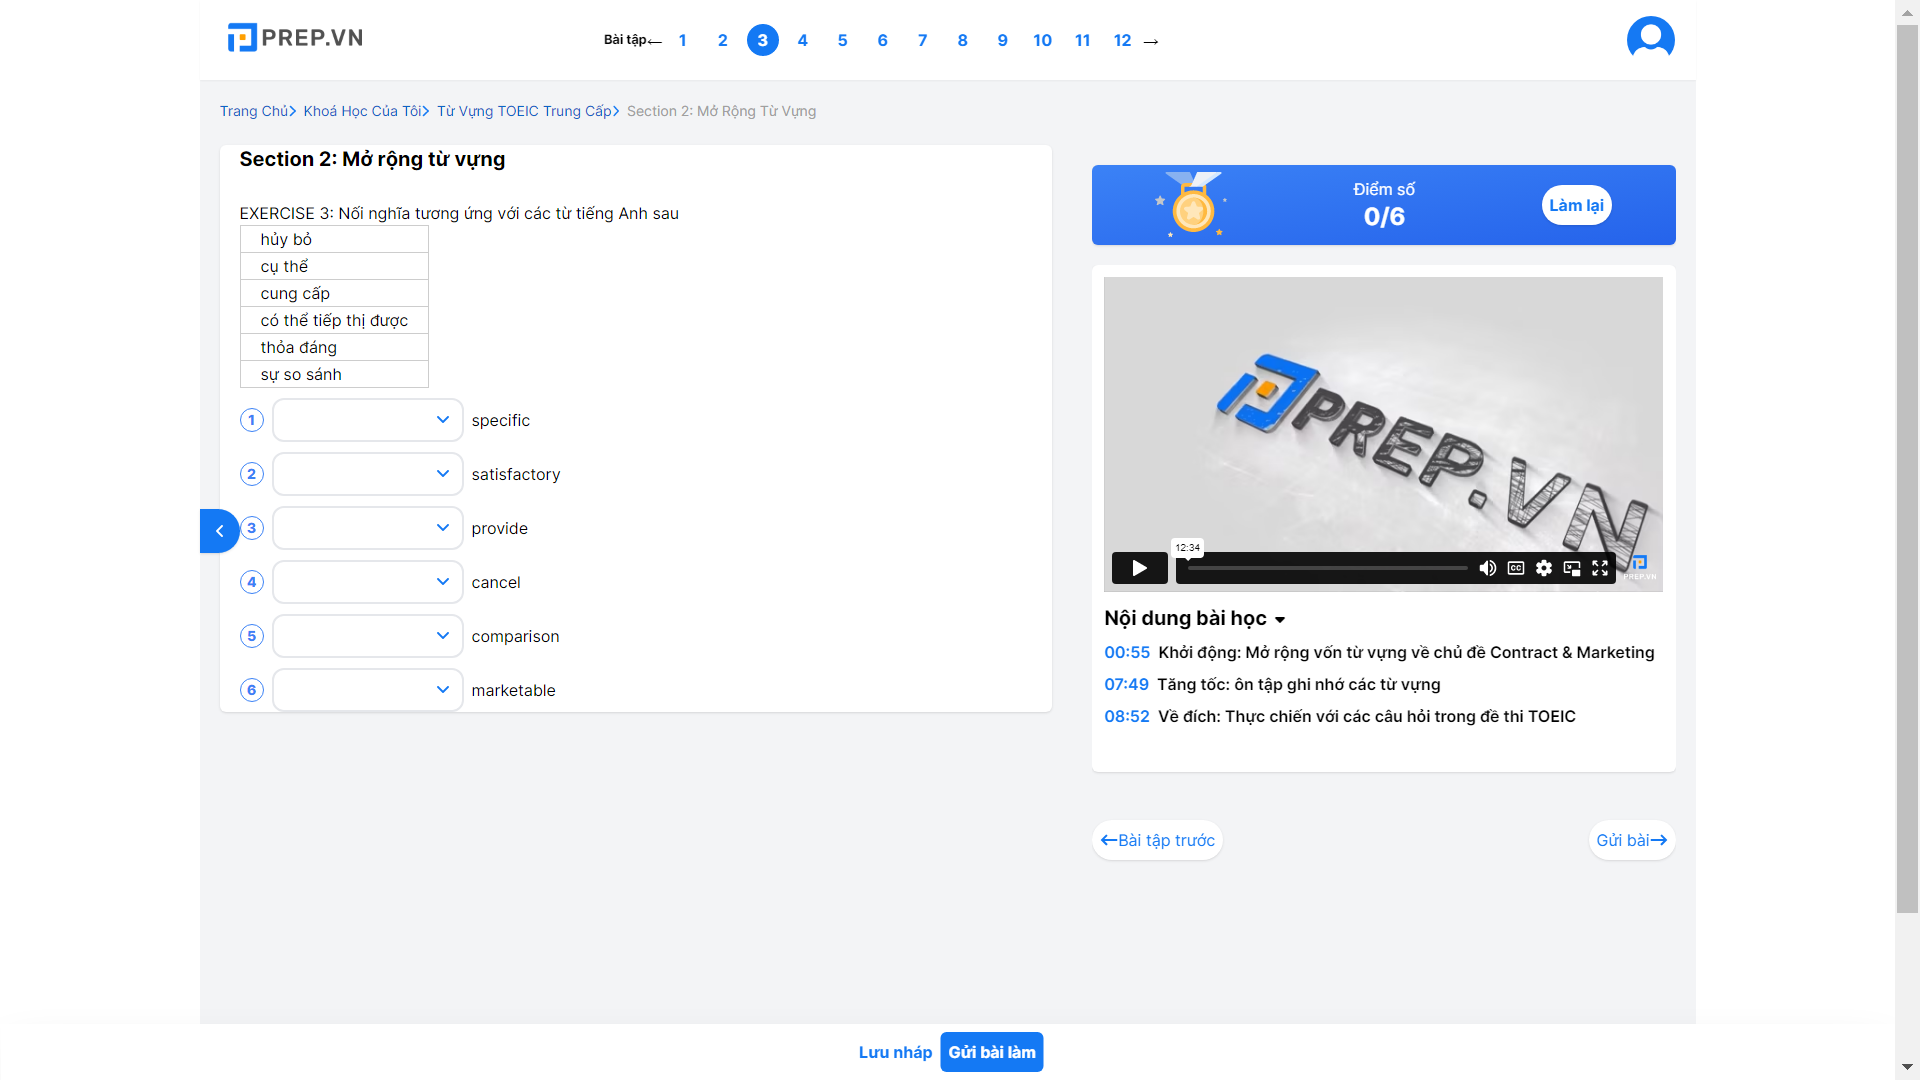 PREP.VN
Bài tập← 1 2 3 4 5 6 7 8 9 10 11 12 →
Trang Chủ> Khoá Học Của Tôi> Từ Vựng TOEIC Trung Cấp> Section 2: Mở Rộng Từ Vựng
Section 2: Mở rộng từ vựng
EXERCISE 3: Nối nghĩa tương ứng với các từ tiếng Anh sau
hủy bỏ
cụ thể
cung cấp
có thể tiếp thị được
thỏa đáng
sự so sánh
1 specific
2 satisfactory
3 provide
4 cancel
5 comparison
6 marketable
Điểm số
0/6
Làm lại
PREP.VN
12:34
CC
PREP.VN
Nội dung bài học
00:55 Khởi động: Mở rộng vốn từ vựng về chủ đề Contract & Marketing
07:49 Tăng tốc: ôn tập ghi nhớ các từ vựng
08:52 Về đích: Thực chiến với các câu hỏi trong đề thi TOEIC
←Bài tập trước
Gửi bài→
Lưu nháp
Gửi bài làm